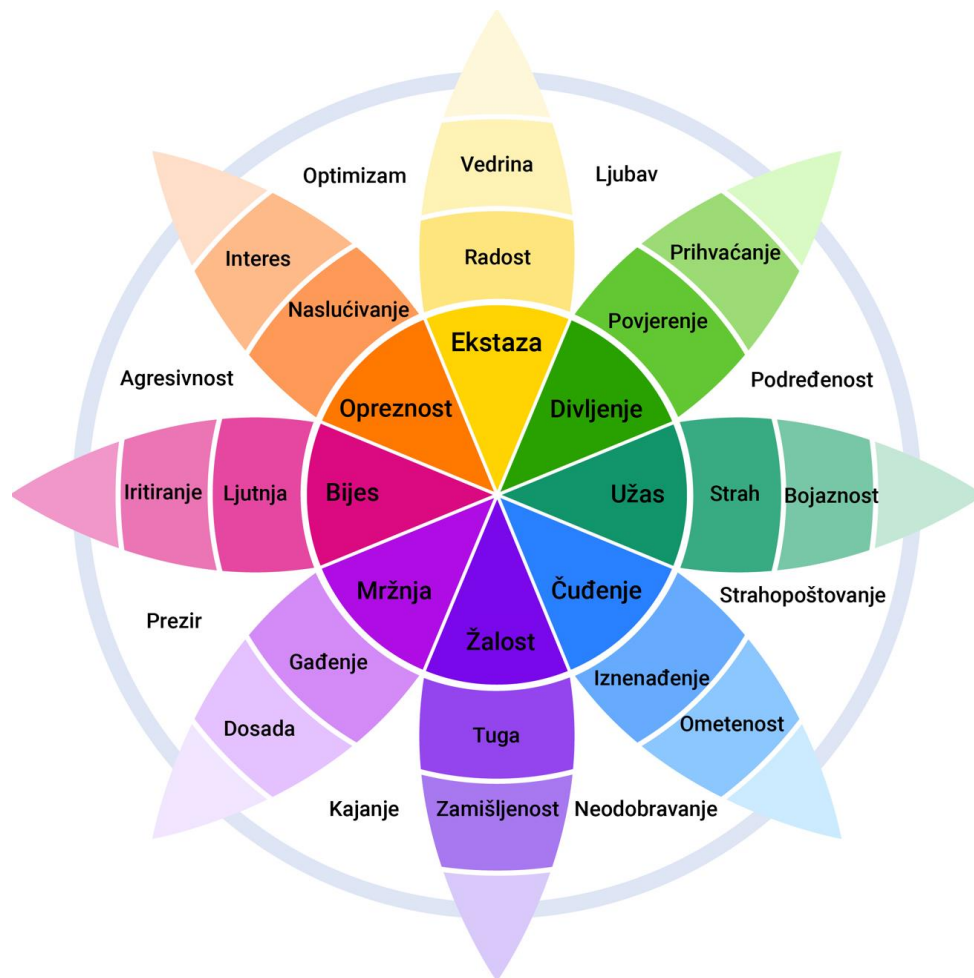 Vedrina
Optimizam
Ljubav
Interes
Radost
Prihvaćanje
Naslućivanje
Povjerenje
Ekstaza
Agresivnost
Podređenost
Opreznost
Divljenje
Iritiranje
Ljutnja
Bijes
Užas
Strah
Bojaznost
Mržnja
Čuđenje
Strahopoštovanje
Prezir
Žalost
Gađenje
Iznenađenje
Dosada
Tuga
Ometenost
Kajanje
Zamišljenost
Neodobravanje